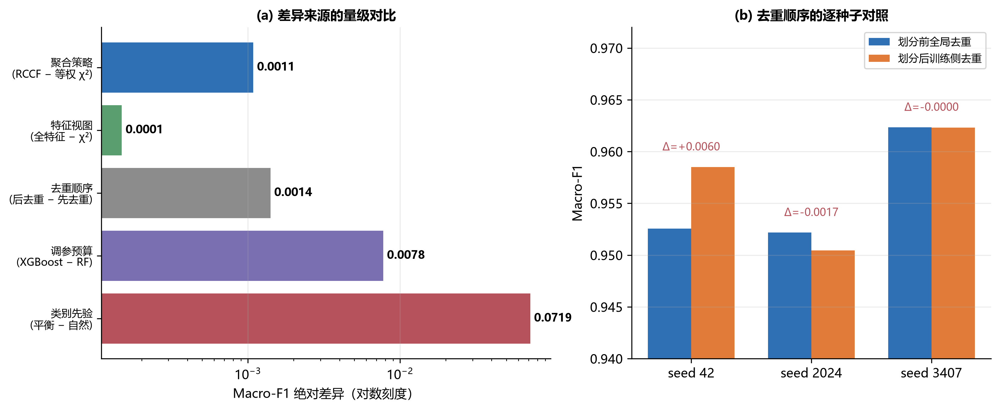 (a) 差异来源的量级对比
聚合策略
(RCCF − 等权 χ²)
0.0011
特征视图
(全特征 − χ²)
0.0001
去重顺序
(后去重 − 先去重)
0.0014
调参预算
(XGBoost − RF)
0.0078
类别先验
(平衡 − 自然)
0.0719
10⁻³
10⁻²
Macro-F1 绝对差异（对数刻度）
(b) 去重顺序的逐种子对照
划分前全局去重
划分后训练侧去重
Macro-F1
0.970
0.965
0.960
0.955
0.950
0.945
0.940
Δ=+0.0060
Δ=-0.0017
Δ=-0.0000
seed 42
seed 2024
seed 3407